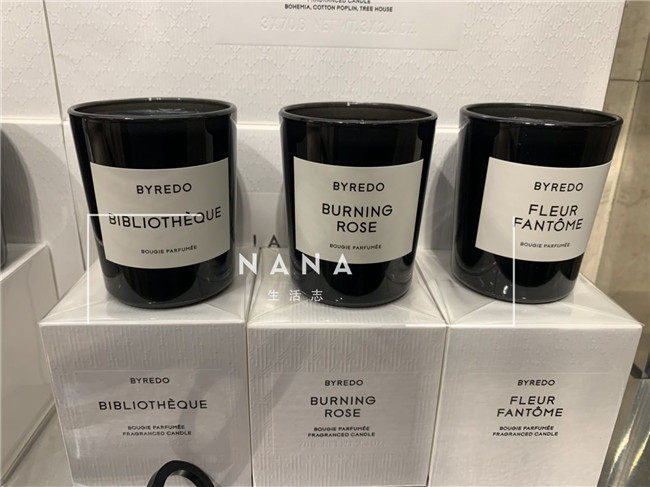 FRAGRANCED CANDLE
BOHEMIA, COTTON POPLIN, TREE HOUSE
BYREDO
BIBLIOTHÈQUE
BOUGIE PARFUMÉE
BYREDO
BURNING
ROSE
BOUGIE PARFUMÉE
BYREDO
FLEUR
FANTÔME
BOUGIE PARFUMÉE
NANA
生活志
BYREDO
BIBLIOTHÈQUE
BOUGIE PARFUMÉE
FRAGRANCED CANDLE
BYREDO
BURNING
ROSE
BOUGIE PARFUMÉE
FRAGRANCED CANDLE
BYREDO
FLEUR
FANTÔME
BOUGIE PARFUMÉE
FRAGRANCED CANDLE